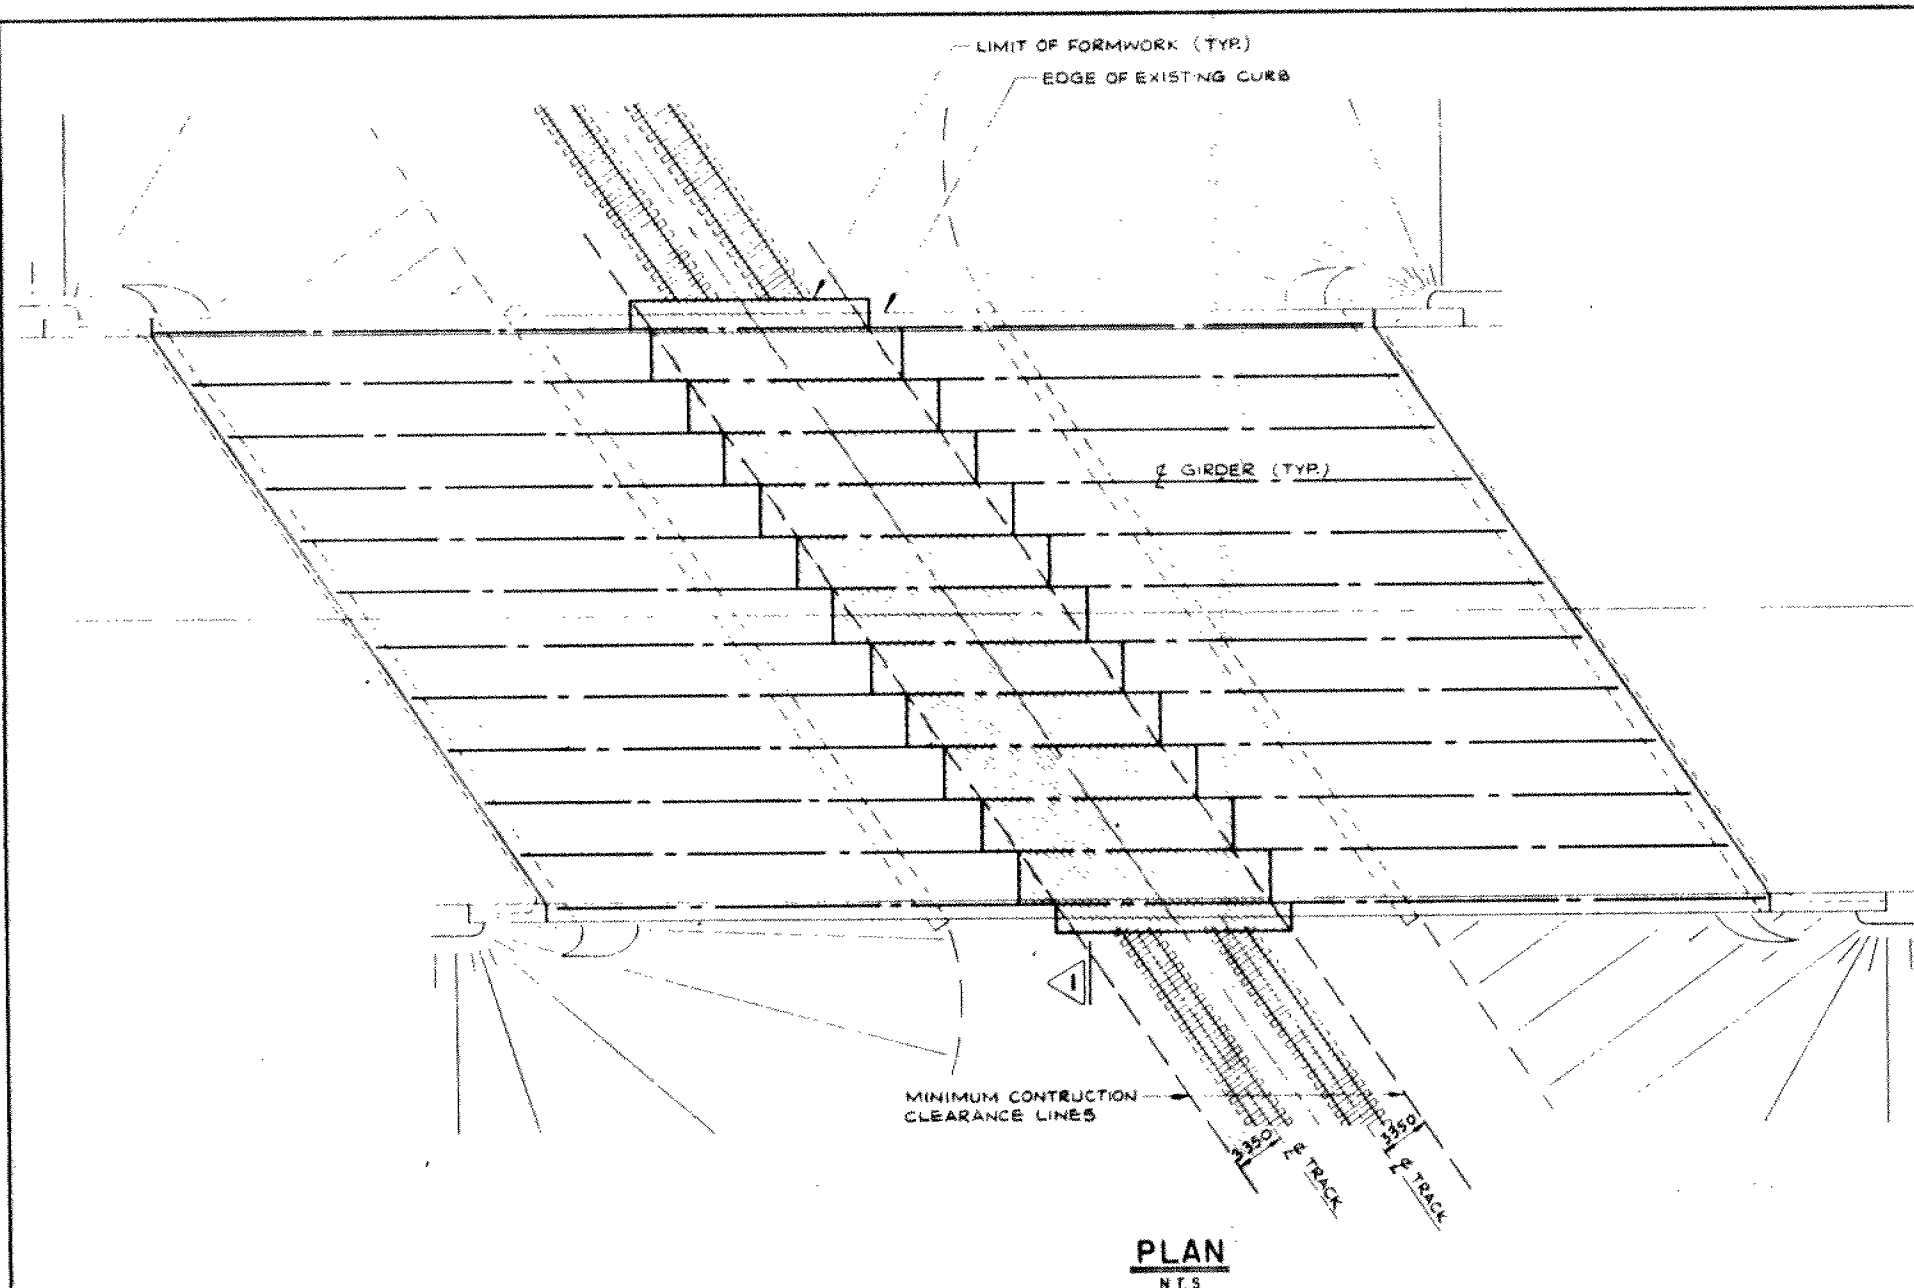 LIMIT OF FORMWORK (TYP.)
EDGE OF EXISTING CURB
℄ GIRDER (TYP.)
1
MINIMUM CONTRUCTION
CLEARANCE LINES
3350
3350
℄ TRACK
℄ TRACK
PLAN
N.T.S